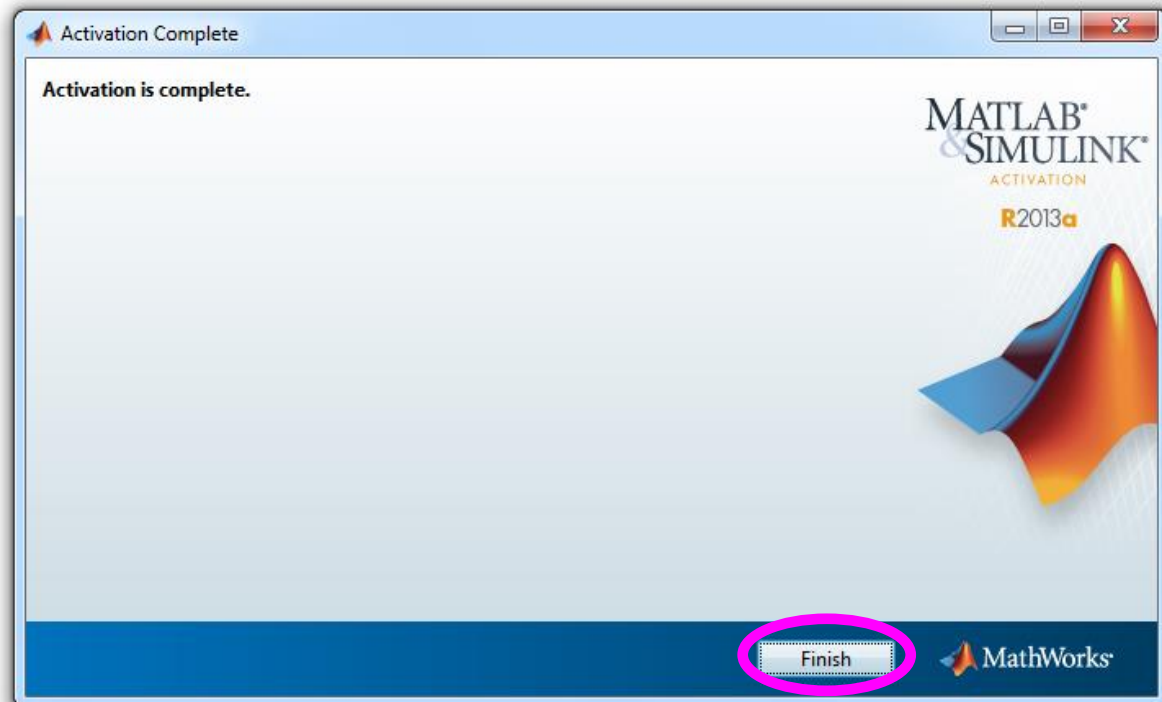 Activation Complete
Activation is complete.
MATLAB®
&SIMULINK®
ACTIVATION
R2013a
Finish
MathWorks®